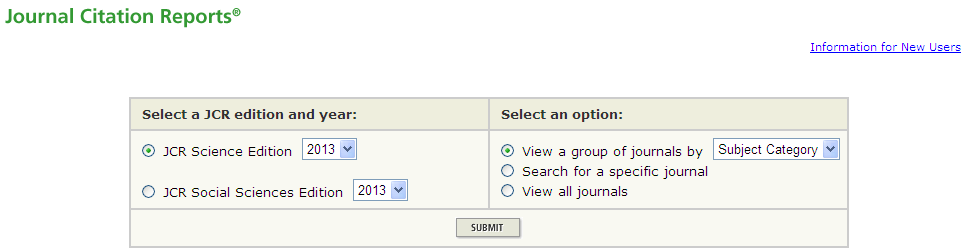 Journal Citation Reports®
Information for New Users
Select a JCR edition and year:
Select an option:
JCR Science Edition 2013
JCR Social Sciences Edition 2013
View a group of journals by Subject Category
Search for a specific journal
View all journals
SUBMIT